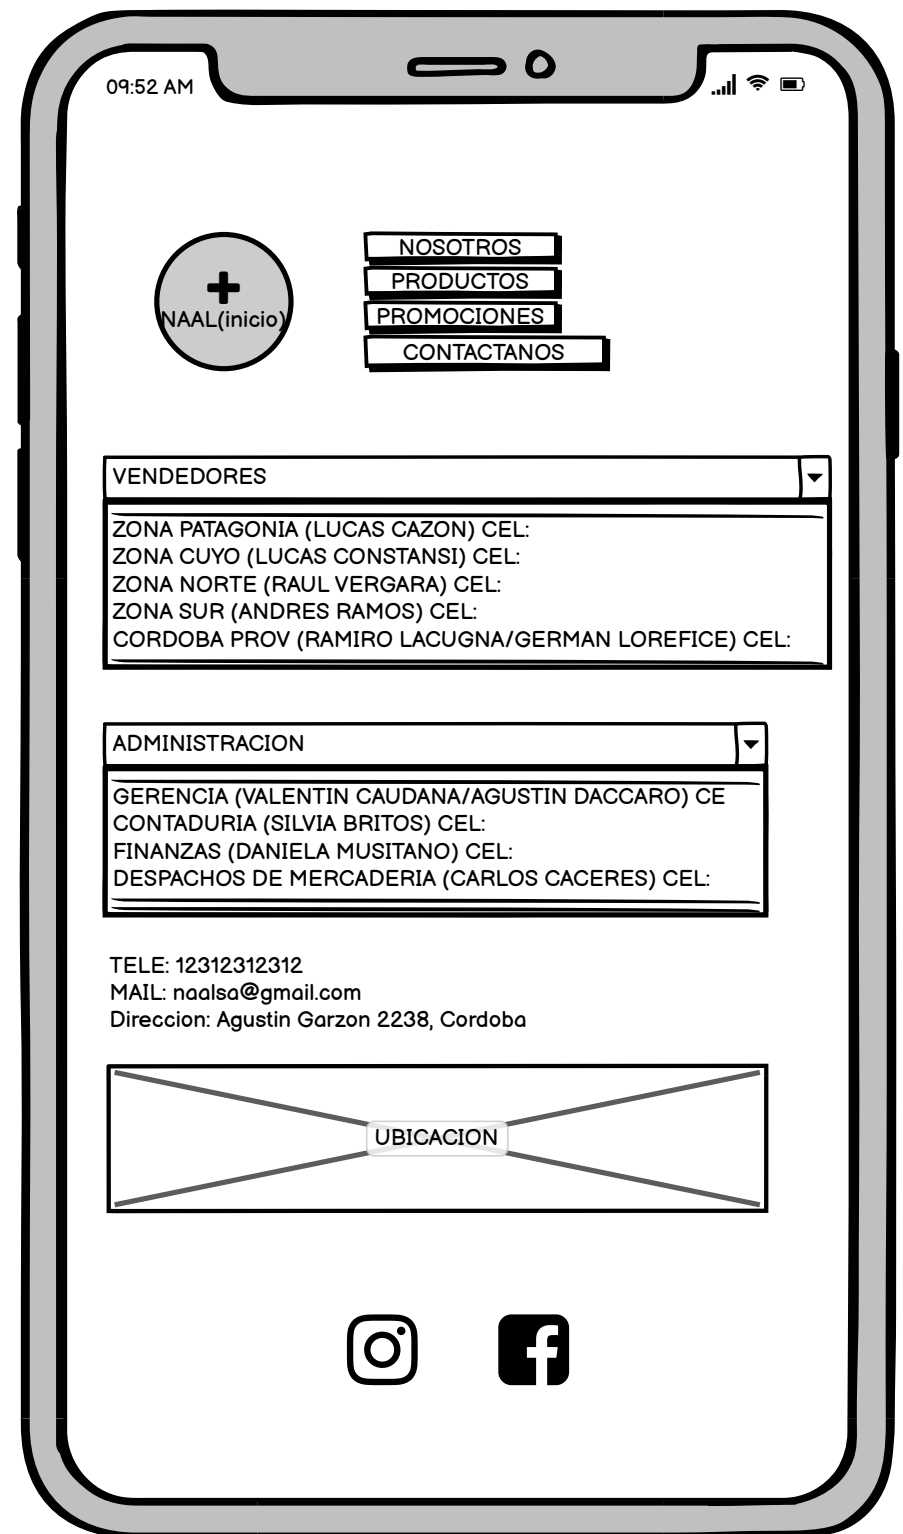 09:52 AM
NAAL(inicio)
NOSOTROS
PRODUCTOS
PROMOCIONES
CONTACTANOS
VENDEDORES
ZONA PATAGONIA (LUCAS CAZON) CEL:
ZONA CUYO (LUCAS CONSTANSI) CEL:
ZONA NORTE (RAUL VERGARA) CEL:
ZONA SUR (ANDRES RAMOS) CEL:
CORDOBA PROV (RAMIRO LACUGNA/GERMAN LOREFICE) CEL:
ADMINISTRACION
GERENCIA (VALENTIN CAUDANA/AGUSTIN DACCARO) CE
CONTADURIA (SILVIA BRITOS) CEL:
FINANZAS (DANIELA MUSITANO) CEL:
DESPACHOS DE MERCADERIA (CARLOS CACERES) CEL:
TELE: 12312312312
MAIL: naalsa@gmail.com
Direccion: Agustin Garzon 2238, Cordoba
UBICACION